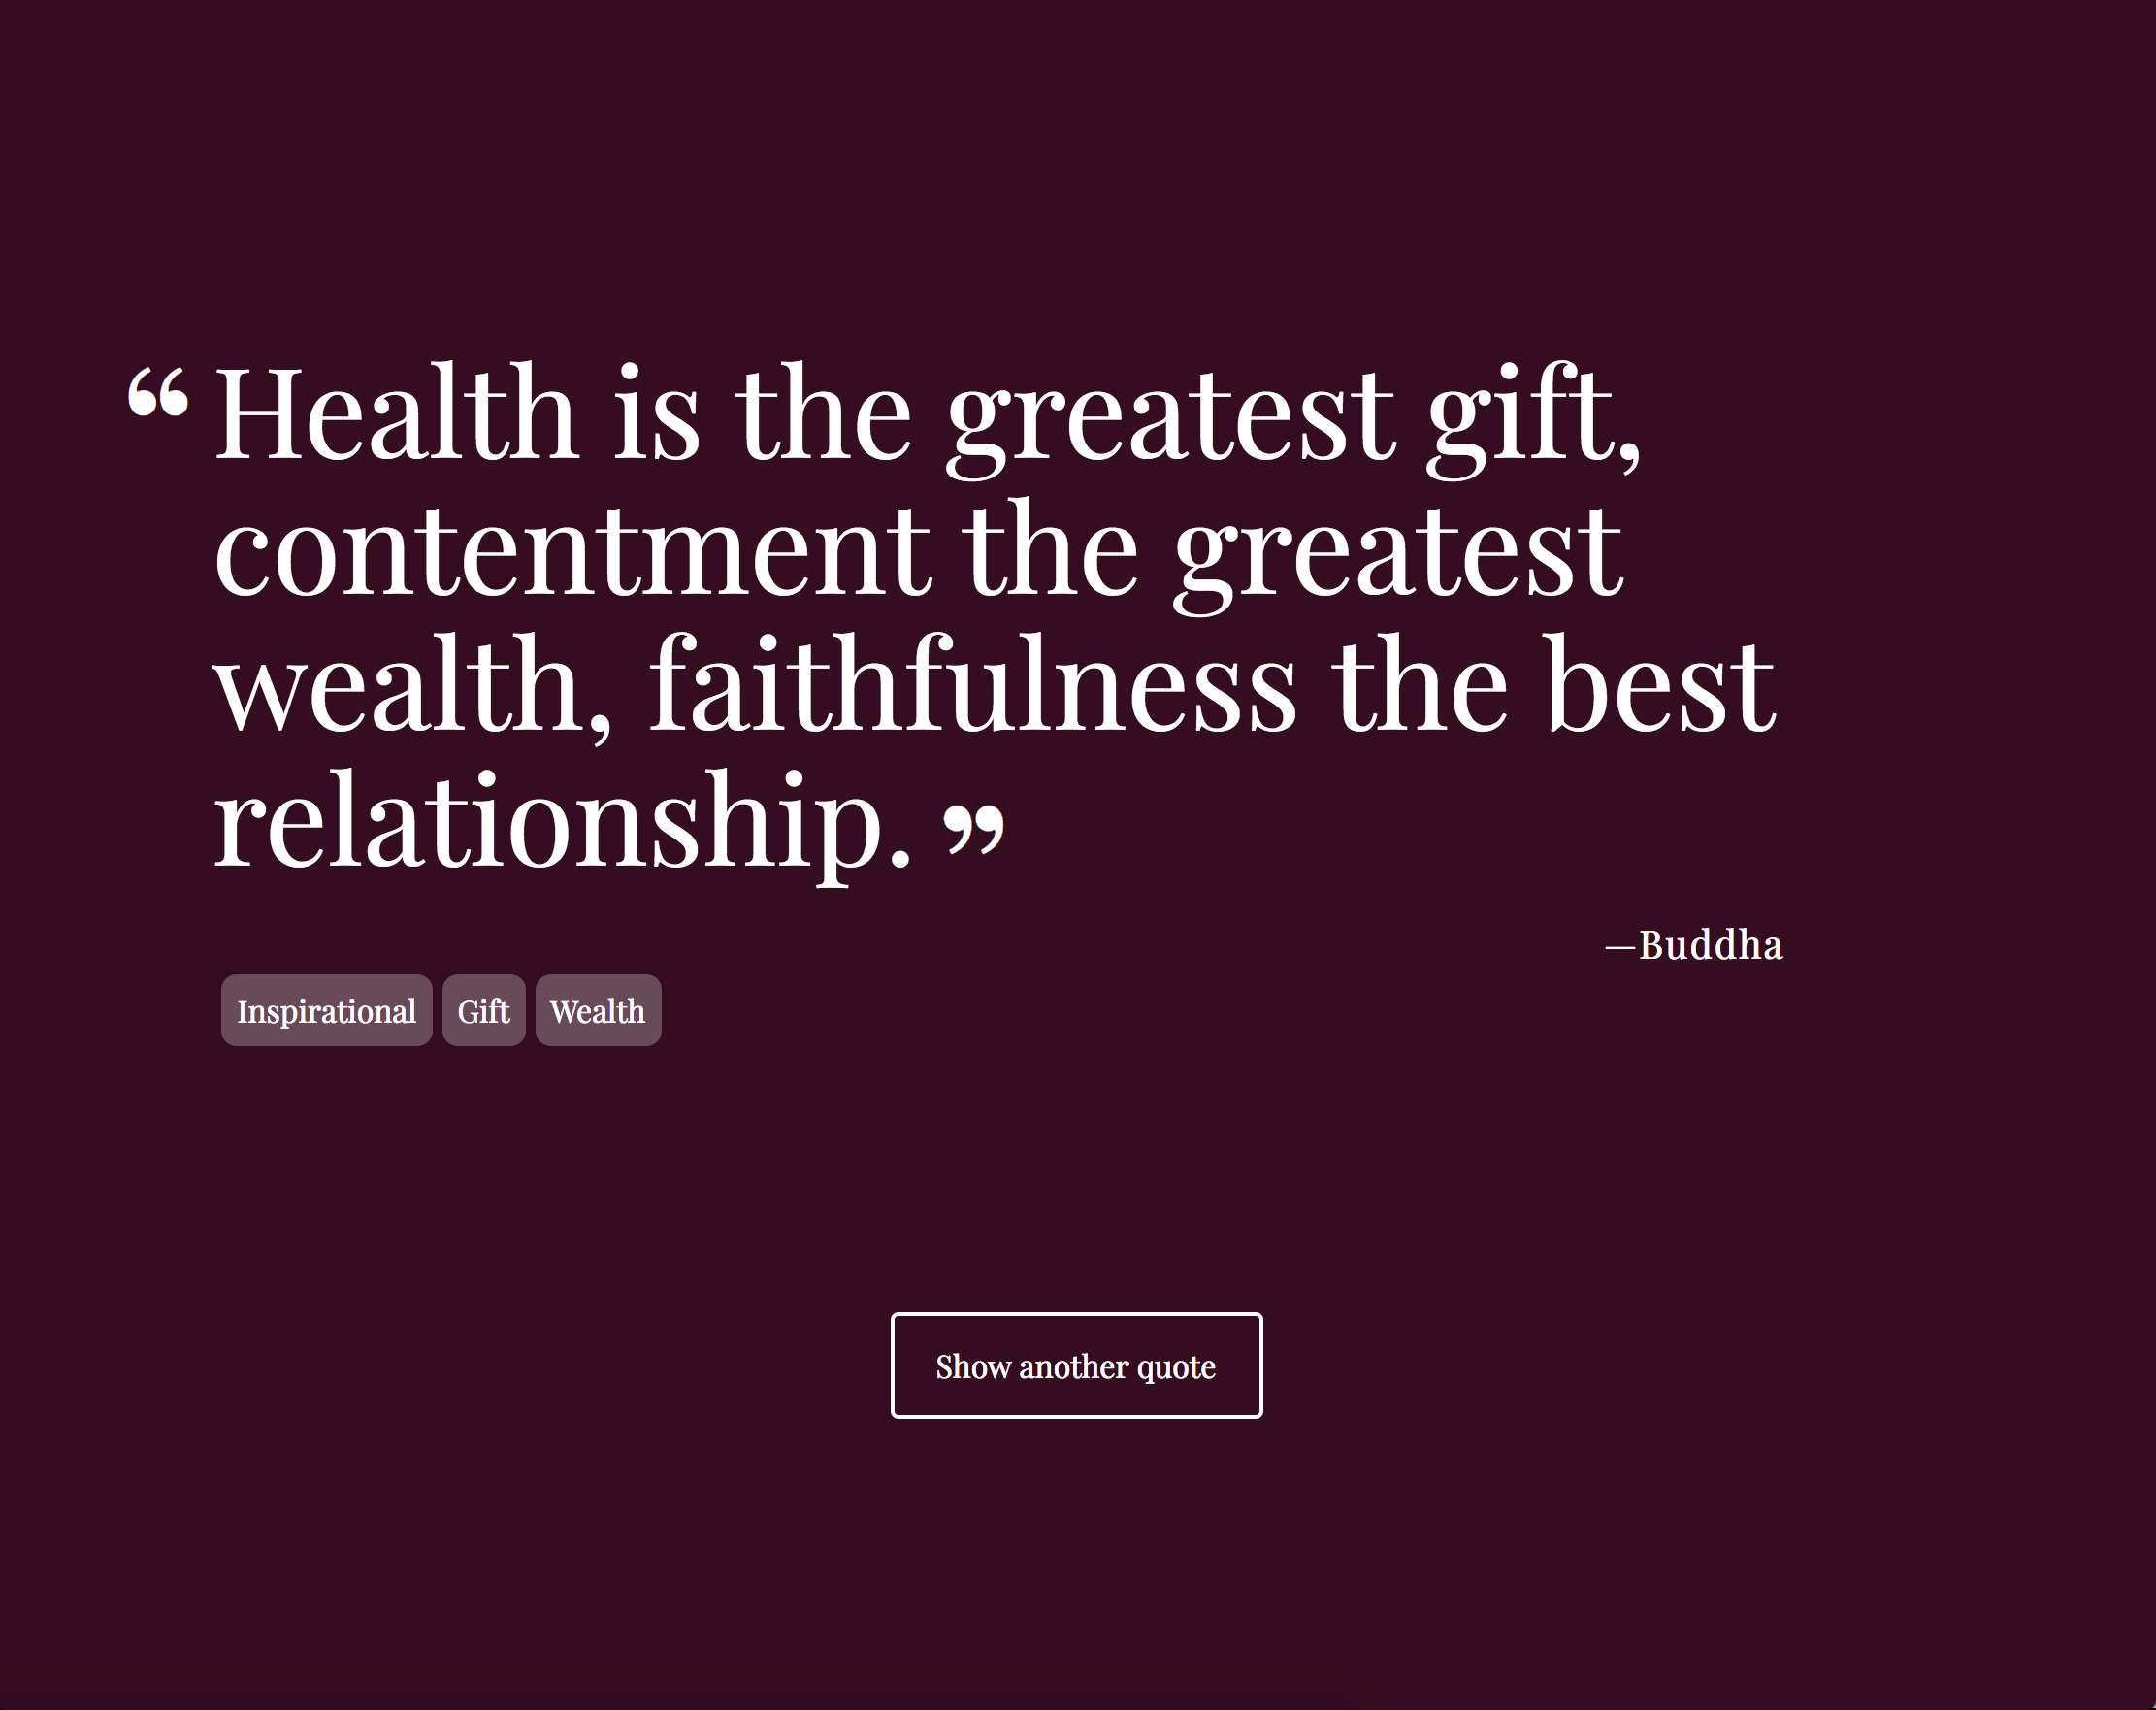 “Health is the greatest gift,
contentment the greatest
wealth, faithfulness the best
relationship. ”
—Buddha
Inspirational Gift Wealth
Show another quote